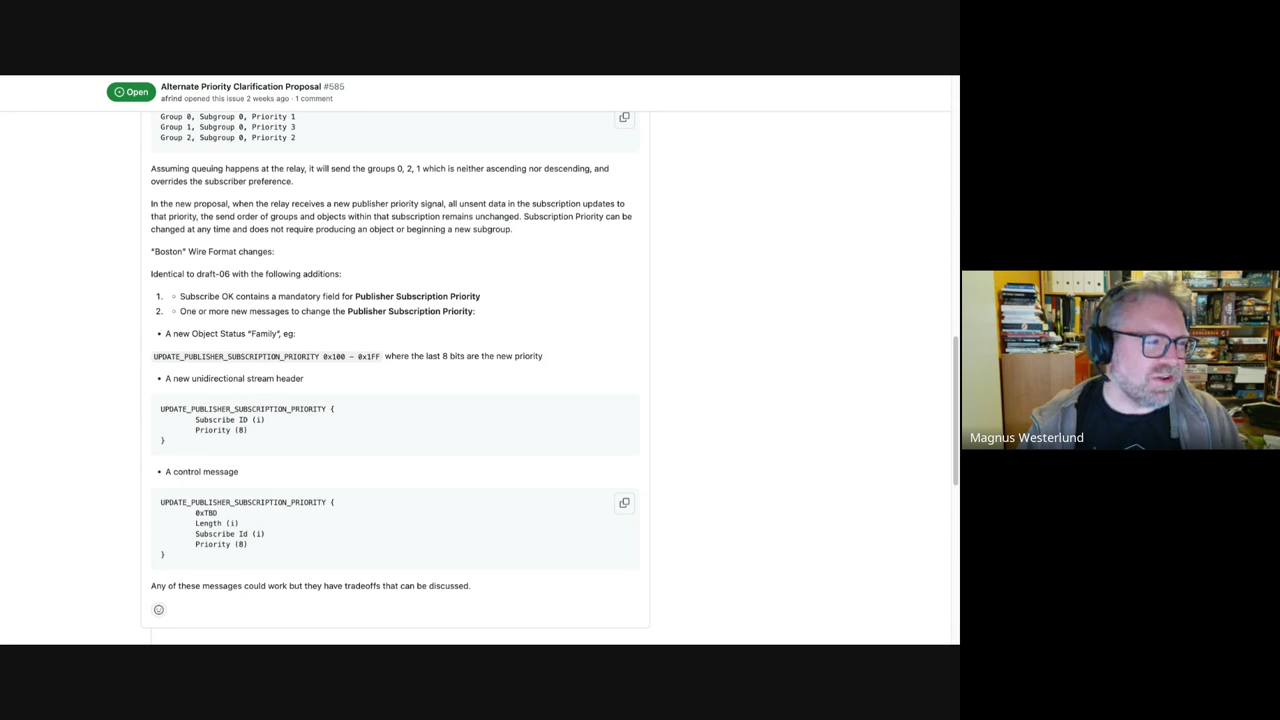 Open
Alternate Priority Clarification Proposal #585
afrind opened this issue 2 weeks ago · 1 comment
Group 0, Subgroup 0, Priority 1
Group 1, Subgroup 0, Priority 3
Group 2, Subgroup 0, Priority 2
Assuming queuing happens at the relay, it will send the groups 0, 2, 1 which is neither ascending nor descending, and
overrides the subscriber preference.
In the new proposal, when the relay receives a new publisher priority signal, all unsent data in the subscription updates to
that priority, the send order of groups and objects within that subscription remains unchanged. Subscription Priority can be
changed at any time and does not require producing an object or beginning a new subgroup.
"Boston" Wire Format changes:
Identical to draft-06 with the following additions:
1. ○ Subscribe OK contains a mandatory field for Publisher Subscription Priority
2. ○ One or more new messages to change the Publisher Subscription Priority:
• A new Object Status "Family", eg:
UPDATE_PUBLISHER_SUBSCRIPTION_PRIORITY 0x100 – 0x1FF where the last 8 bits are the new priority
• A new unidirectional stream header
UPDATE_PUBLISHER_SUBSCRIPTION_PRIORITY {
Subscribe ID (i)
Priority (8)
}
• A control message
UPDATE_PUBLISHER_SUBSCRIPTION_PRIORITY {
0xTBD
Length (i)
Subscribe Id (i)
Priority (8)
}
Any of these messages could work but they have tradeoffs that can be discussed.
Magnus Westerlund